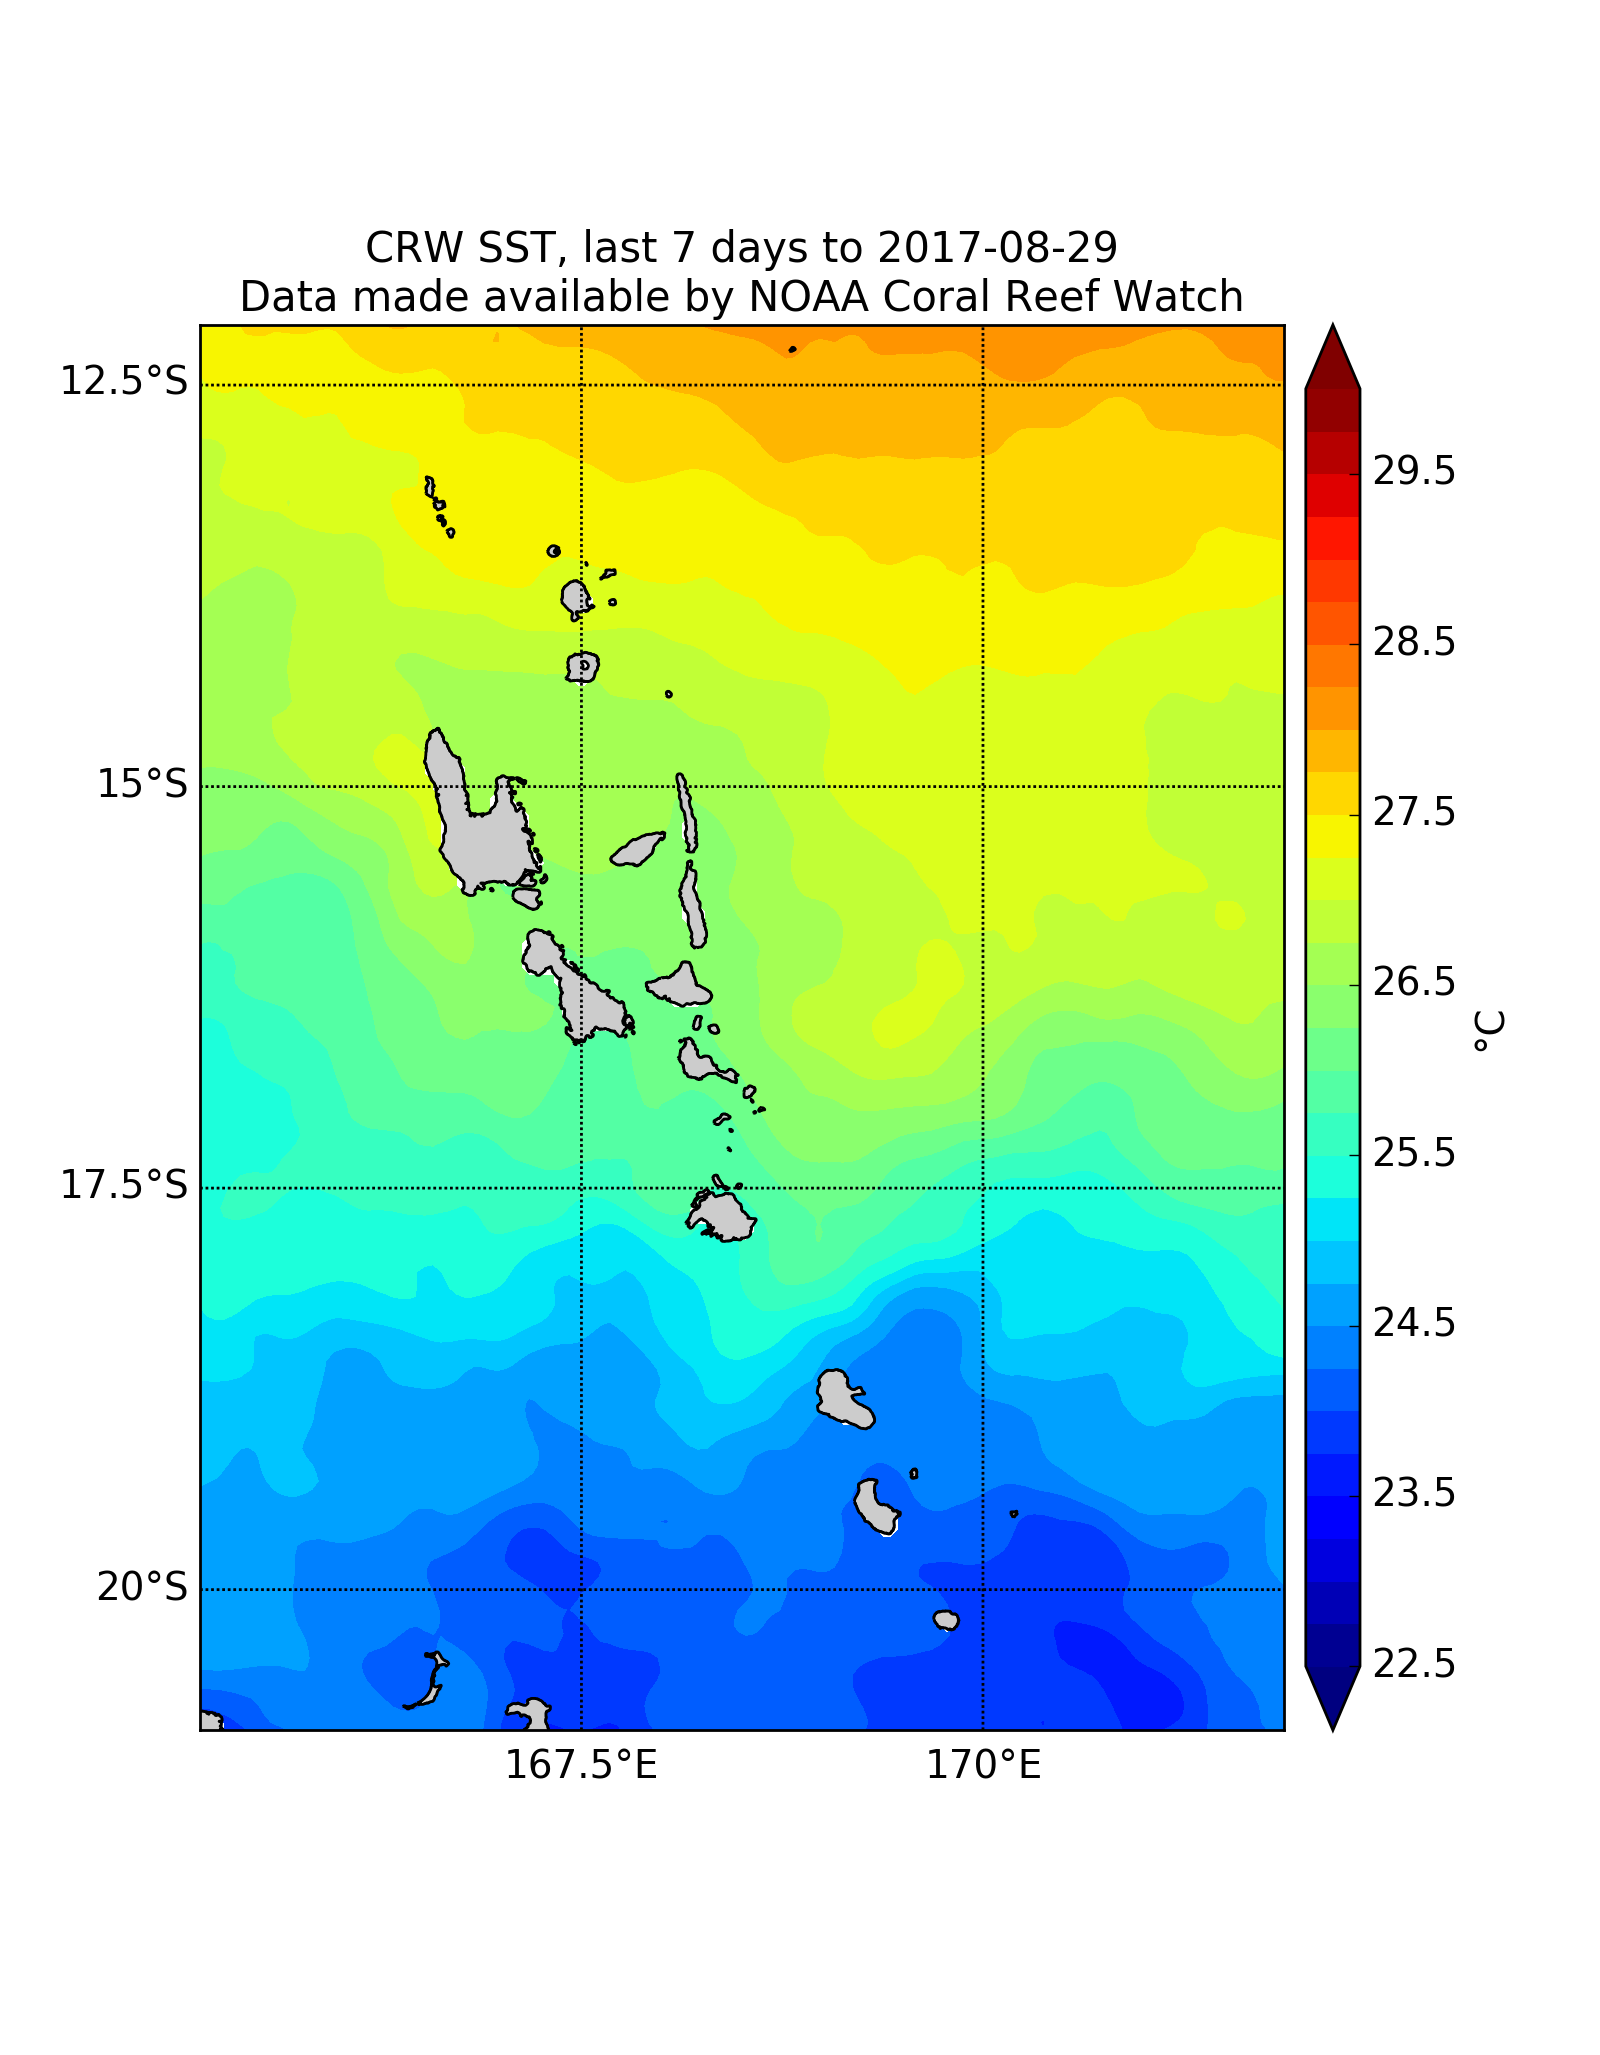 CRW SST, last 7 days to 2017-08-29
Data made available by NOAA Coral Reef Watch
12.5°S
15°S
17.5°S
20°S
167.5°E
170°E
29.5
28.5
27.5
26.5
25.5
24.5
23.5
22.5
°C